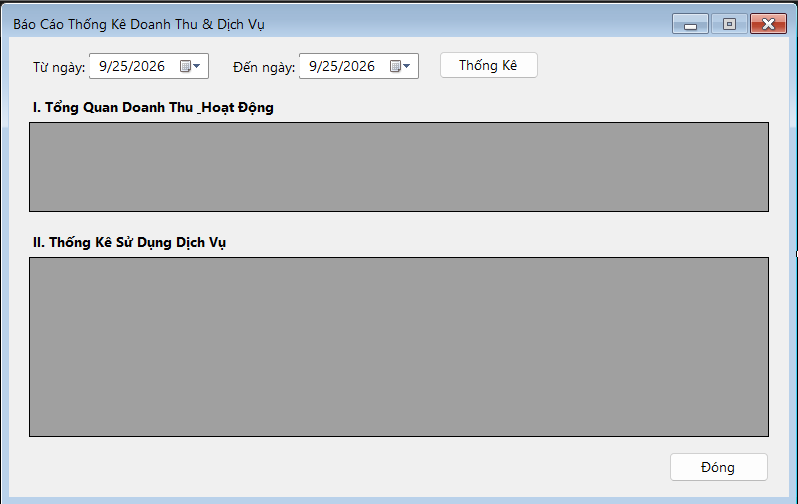 Báo Cáo Thống Kê Doanh Thu & Dịch Vụ
Từ ngày: 9/25/2026 Đến ngày: 9/25/2026 Thống Kê
I. Tổng Quan Doanh Thu _Hoạt Động
II. Thống Kê Sử Dụng Dịch Vụ
Đóng